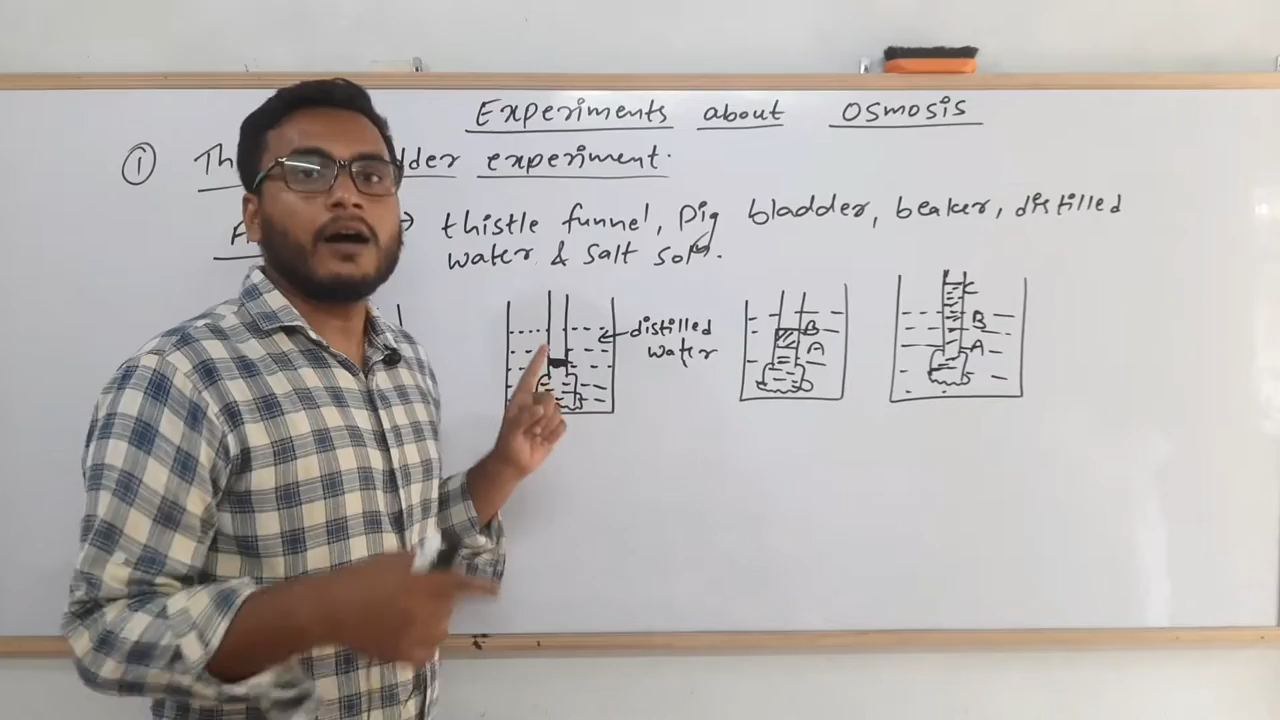 Experiments about Osmosis
① Th dder experiment.
→ thistle funnel, pig bladder, beaker, distilled
water & salt soln.
distilled
water
B
A
C
B
A